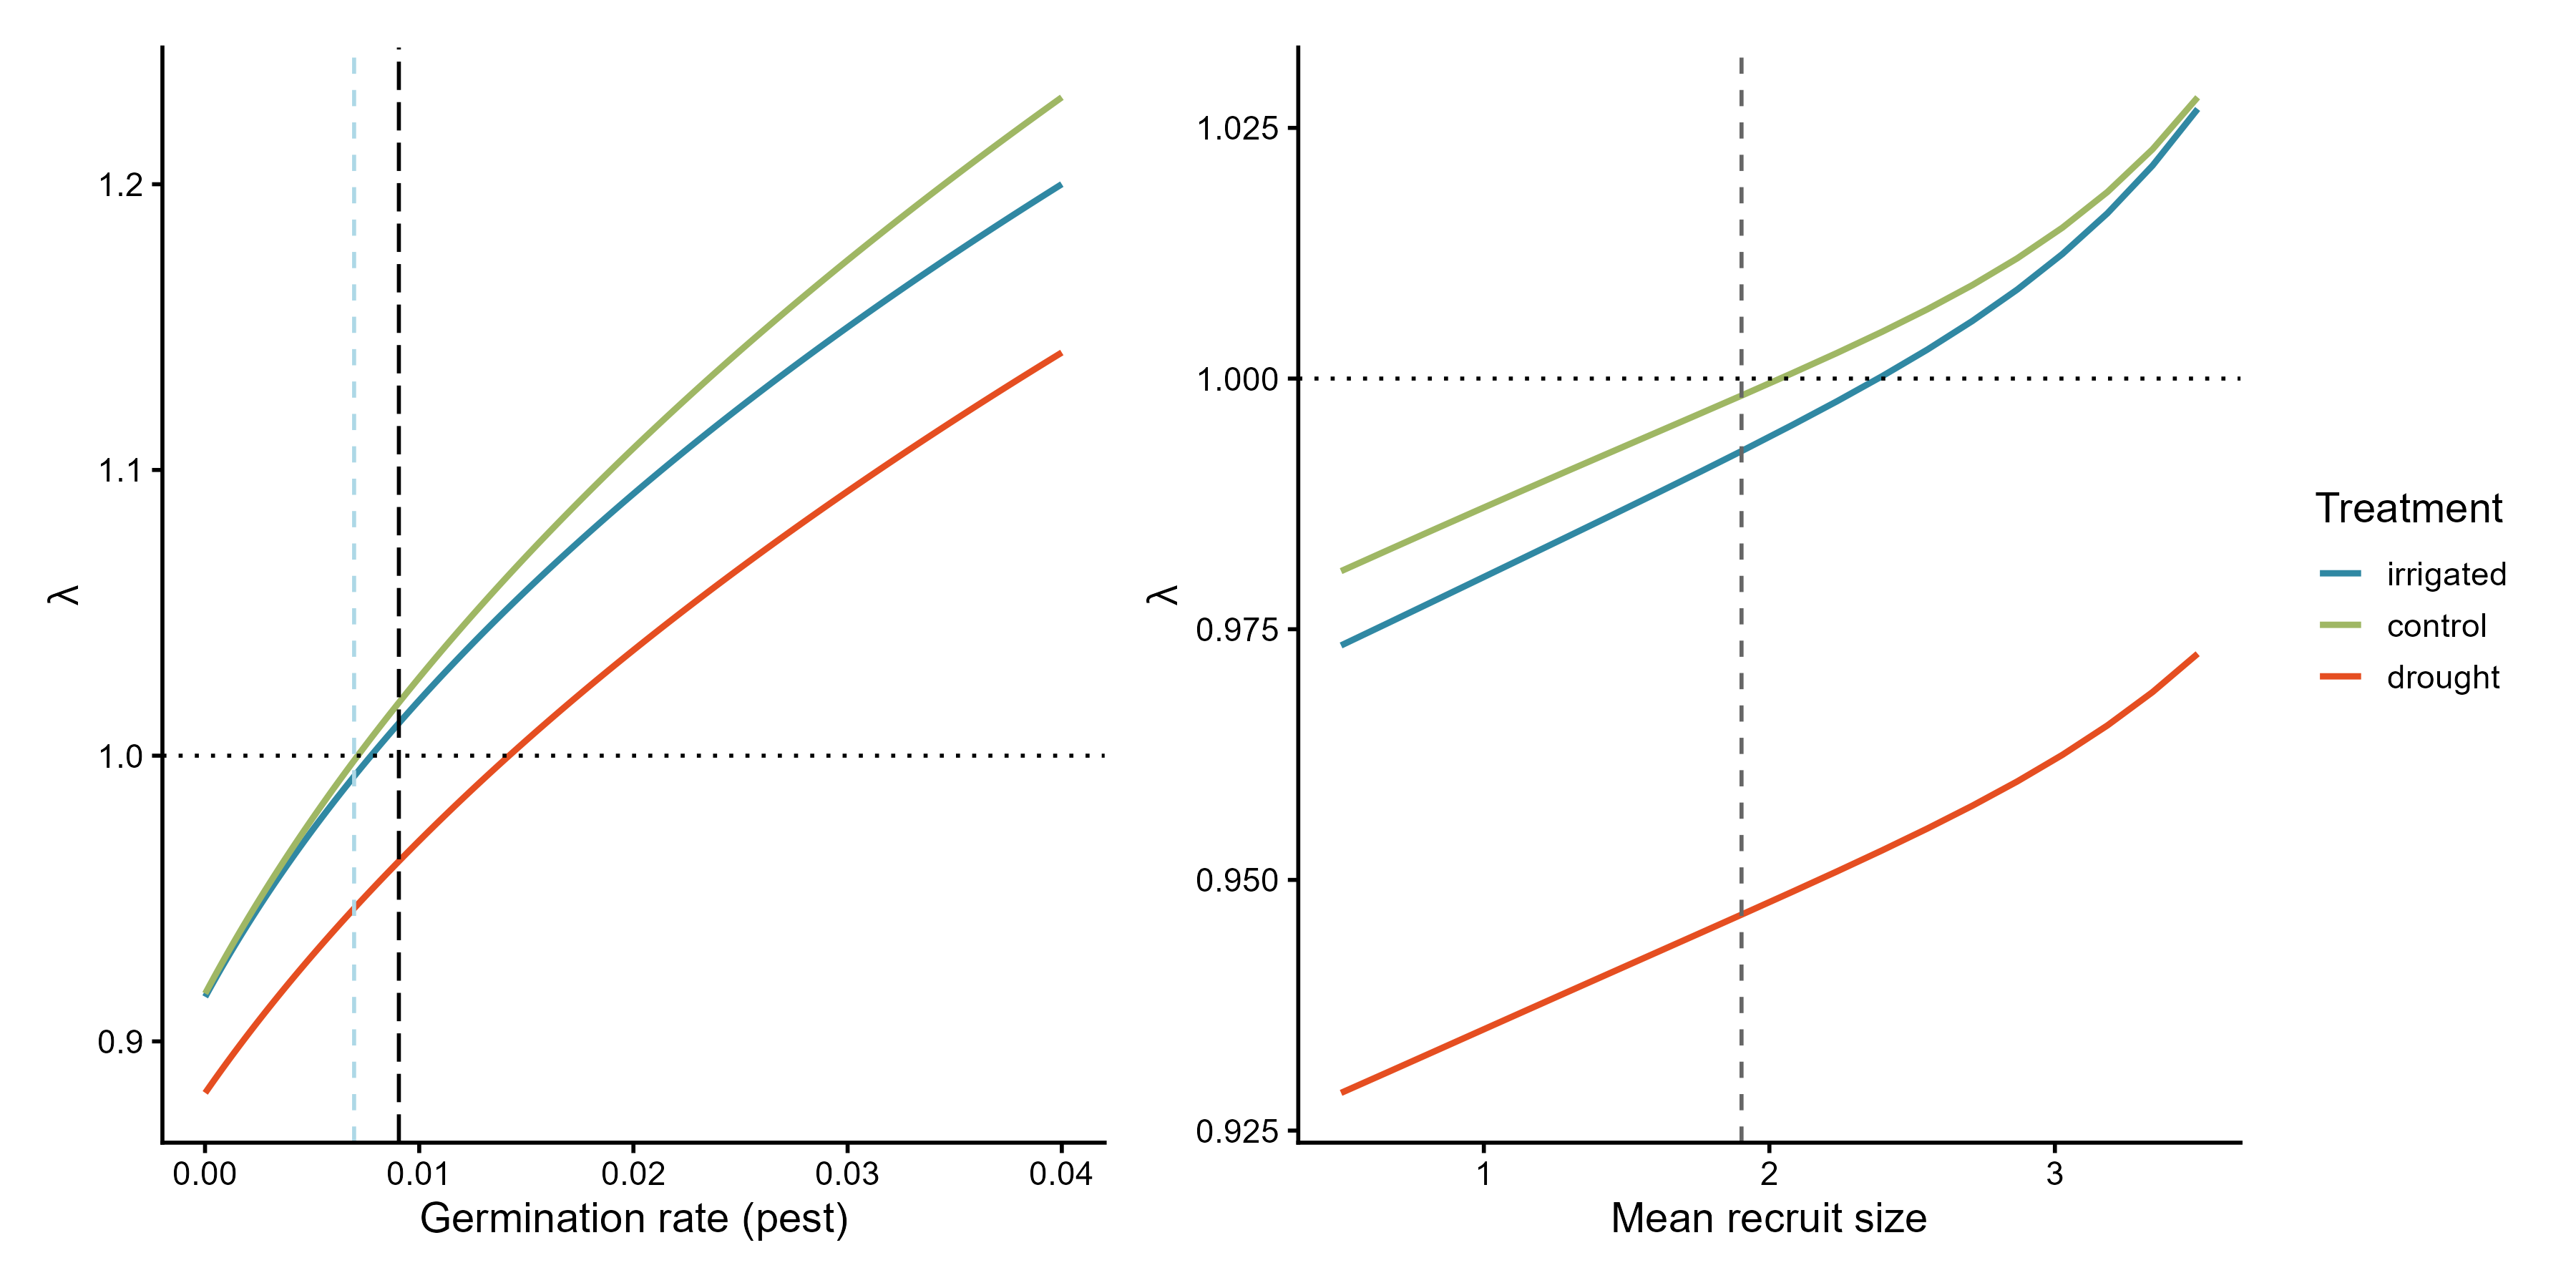 λ
1.2
1.1
1.0
0.9
0.00 0.01 0.02 0.03 0.04
Germination rate (pest)
λ
1.025
1.000
0.975
0.950
0.925
1 2 3
Mean recruit size
Treatment
irrigated
control
drought